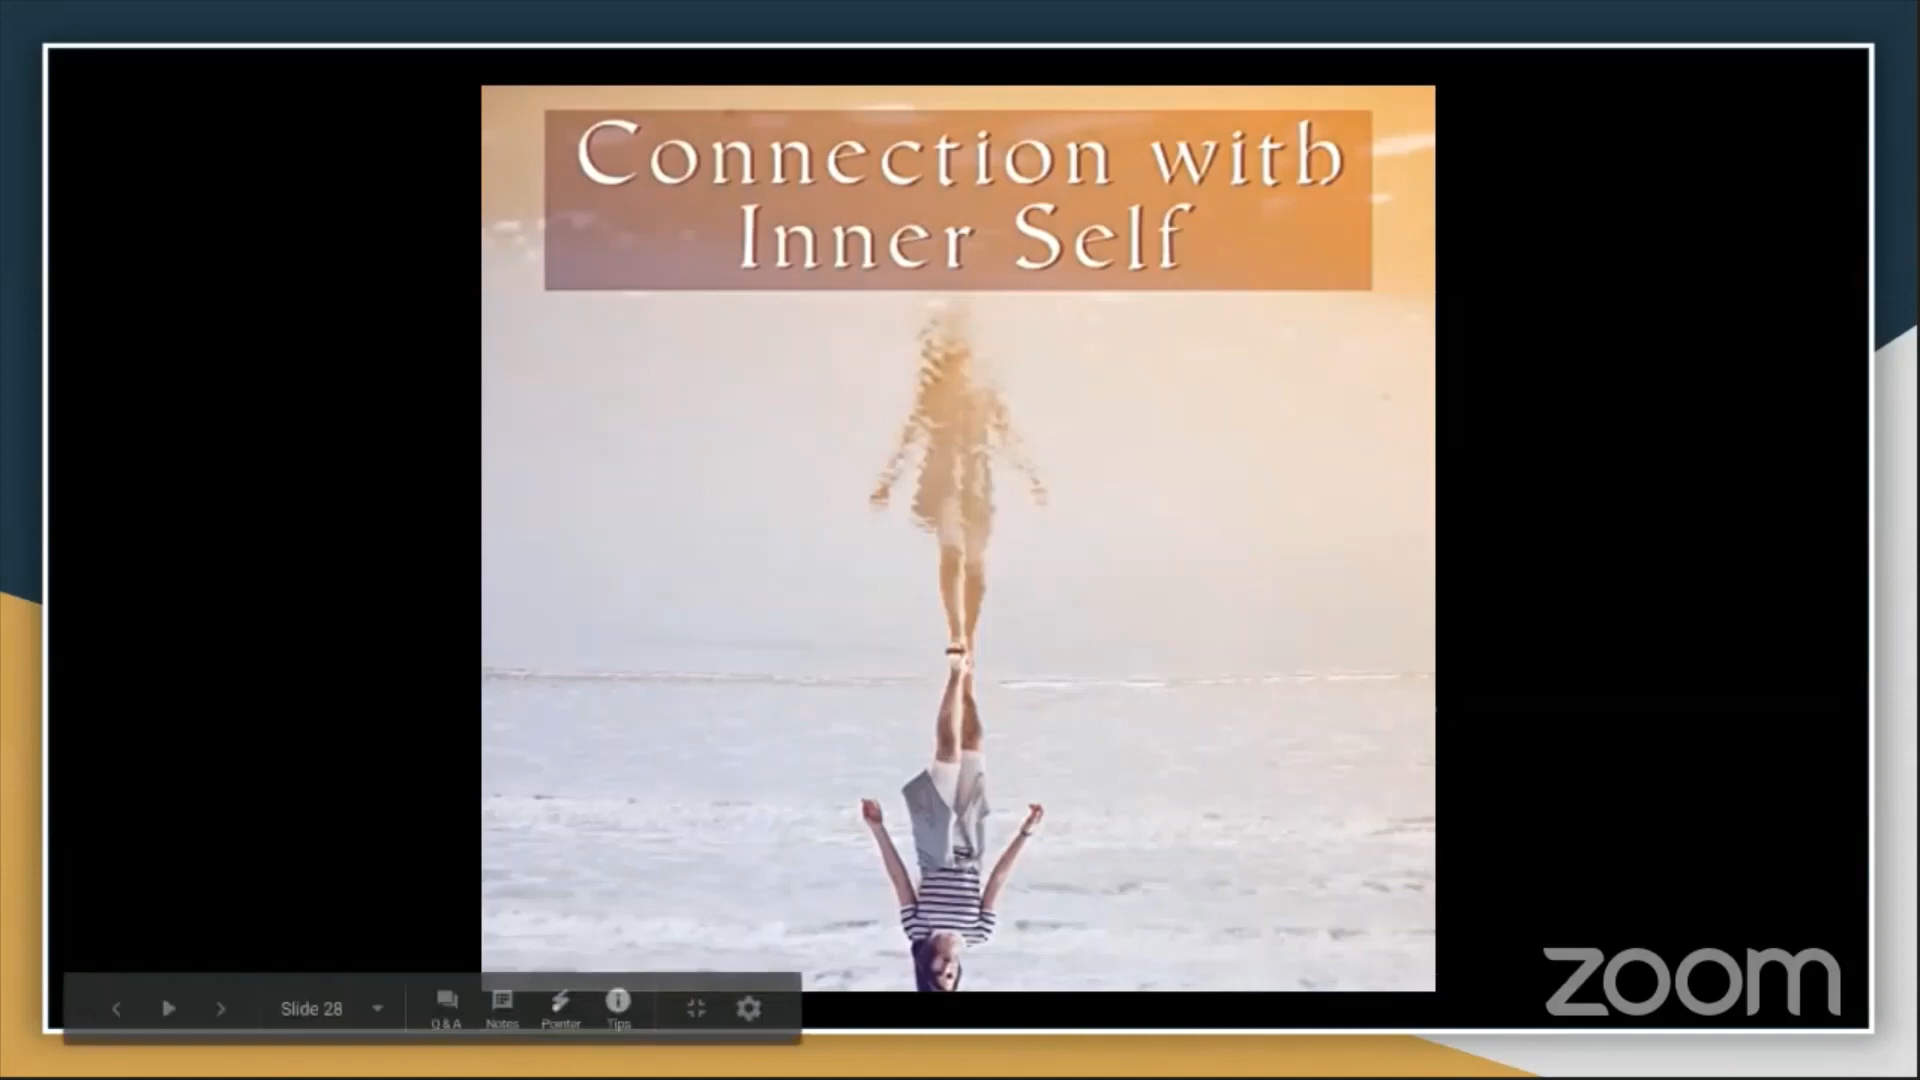 Connection with
Inner Self
Slide 28
Q & A
Notes
Pointer
Tips
zoom